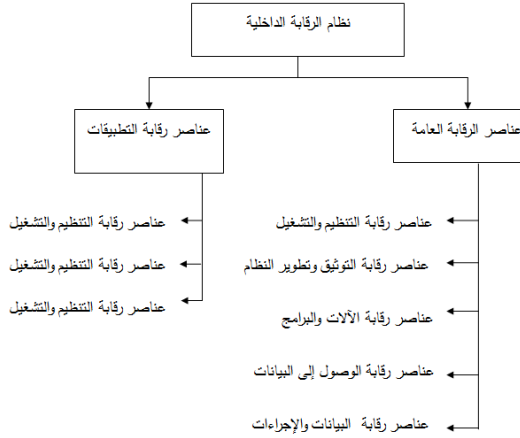 نظام الرقابة الداخلية
عناصر الرقابة العامة
عناصر رقابة التطبيقات
عناصر رقابة التنظيم والتشغيل
عناصر رقابة التوثيق وتطوير النظام
عناصر رقابة الآلات والبرامج
عناصر رقابة الوصول إلى البيانات
عناصر رقابة البيانات والإجراءات
عناصر رقابة التنظيم والتشغيل
عناصر رقابة التنظيم والتشغيل
عناصر رقابة التنظيم والتشغيل